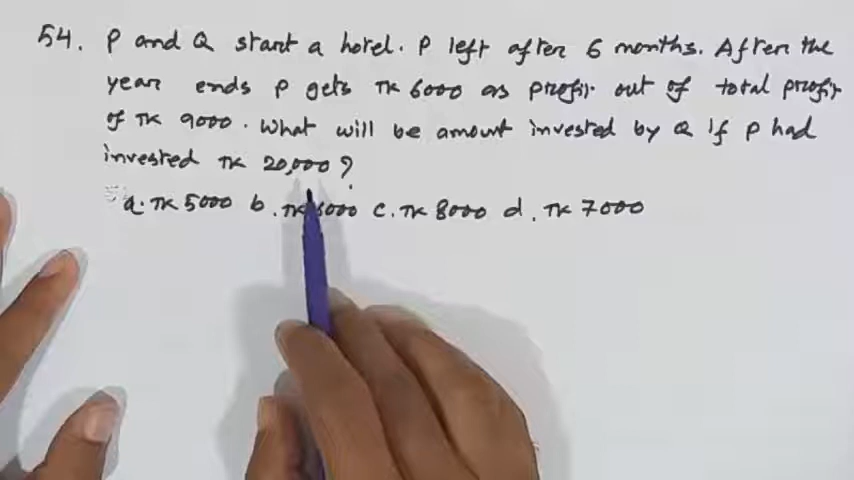 54. P and Q start a hotel. P left after 6 months. After the
year ends P gets TK 6000 as profit out of total profit
of TK 9000. What will be amount invested by Q if P had
invested TK 20,000?
a. TK 5000 b. TK 000 c. TK 8000 d. TK 7000